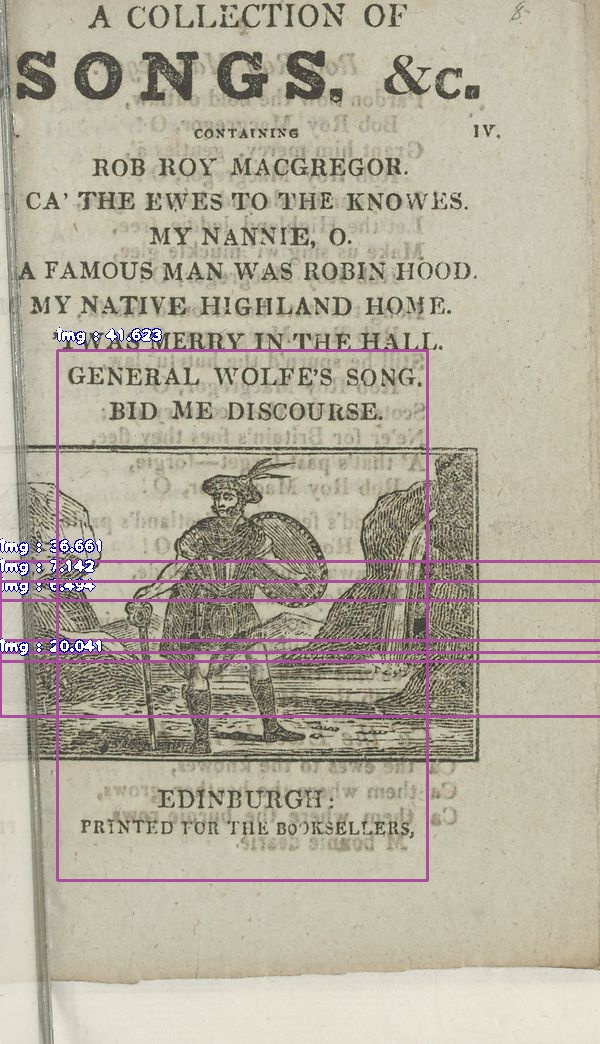 8
A COLLECTION OF
SONGS, &c.
CONTAINING
IV.
ROB ROY MACGREGOR.
CA' THE EWES TO THE KNOWES.
MY NANNIE, O.
A FAMOUS MAN WAS ROBIN HOOD.
MY NATIVE HIGHLAND HOME.
'TWAS MERRY IN THE HALL.
img : 41.623
GENERAL WOLFE'S SONG.
BID ME DISCOURSE.
img : 36.661
img : 7.142
img :
img : 20.041
EDINBURGH:
PRINTED FOR THE BOOKSELLERS,